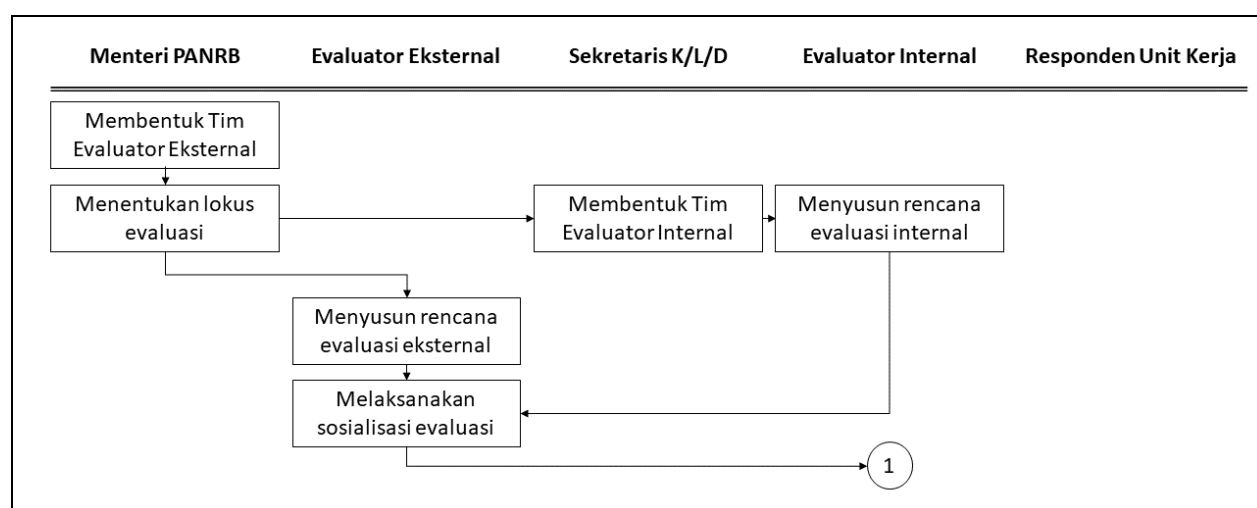 Menteri PANRB
Evaluator Eksternal
Sekretaris K/L/D
Evaluator Internal
Responden Unit Kerja
Membentuk Tim
Evaluator Eksternal
Menentukan lokus
evaluasi
Membentuk Tim
Evaluator Internal
Menyusun rencana
evaluasi internal
Menyusun rencana
evaluasi eksternal
Melaksanakan
sosialisasi evaluasi
1